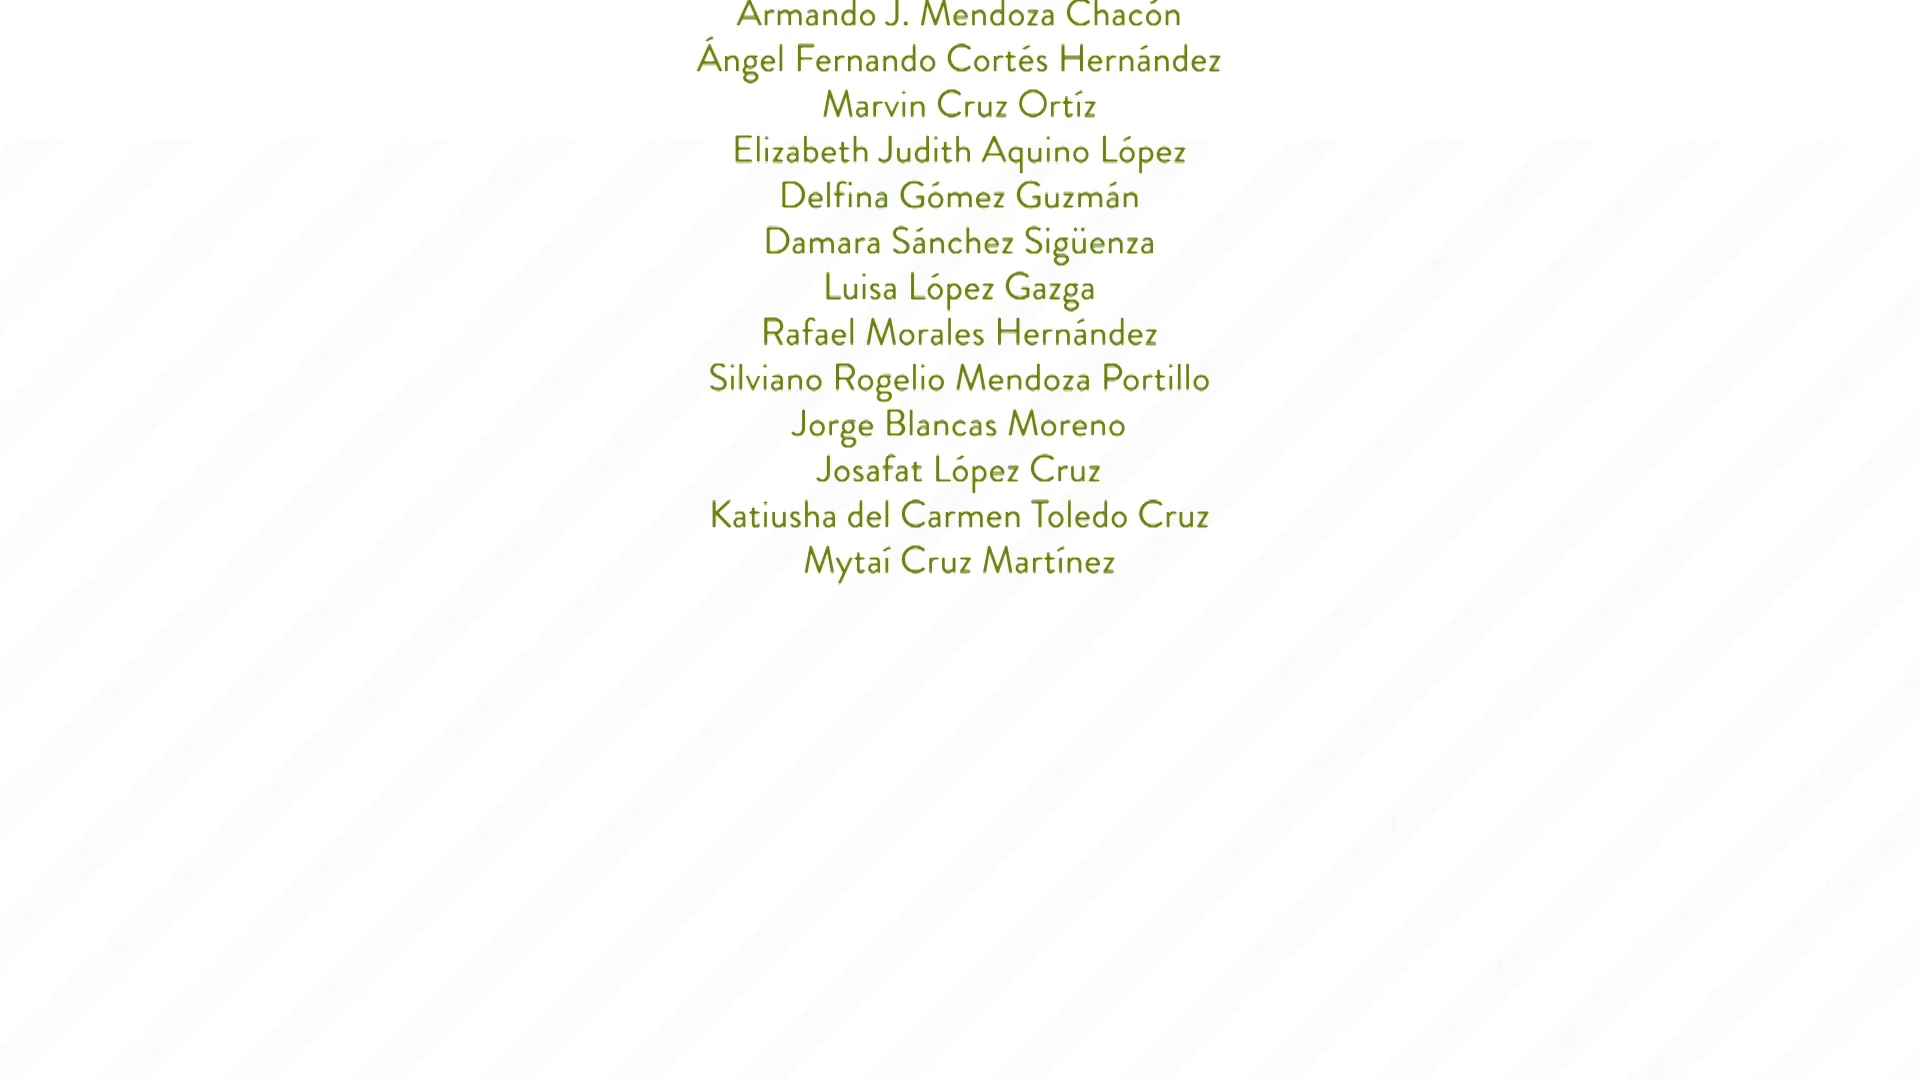 Armando J. Mendoza Chacón
Ángel Fernando Cortés Hernández
Marvin Cruz Ortíz
Elizabeth Judith Aquino López
Delfina Gómez Guzmán
Damara Sánchez Sigüenza
Luisa López Gazga
Rafael Morales Hernández
Silviano Rogelio Mendoza Portillo
Jorge Blancas Moreno
Josafat López Cruz
Katiusha del Carmen Toledo Cruz
Mytaí Cruz Martínez